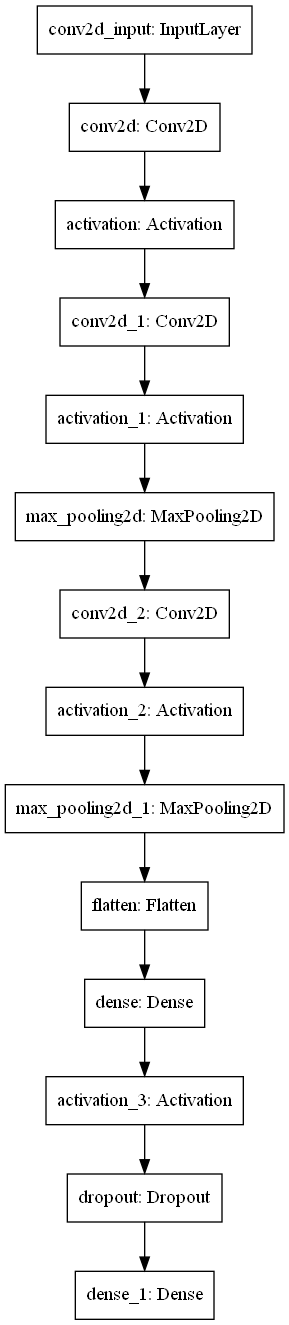 conv2d_input: InputLayer
conv2d: Conv2D
activation: Activation
conv2d_1: Conv2D
activation_1: Activation
max_pooling2d: MaxPooling2D
conv2d_2: Conv2D
activation_2: Activation
max_pooling2d_1: MaxPooling2D
flatten: Flatten
dense: Dense
activation_3: Activation
dropout: Dropout
dense_1: Dense